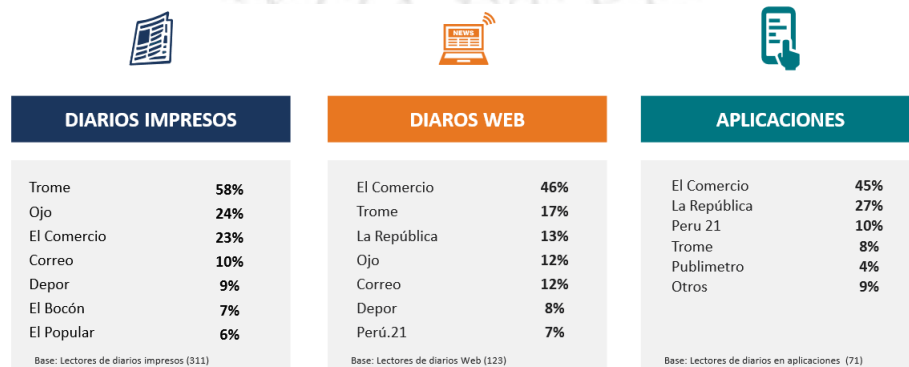 NEWS
DIARIOS IMPRESOS
Trome 58%
Ojo 24%
El Comercio 23%
Correo 10%
Depor 9%
El Bocón 7%
El Popular 6%
Base: Lectores de diarios impresos (311)
DIAROS WEB
El Comercio 46%
Trome 17%
La República 13%
Ojo 12%
Correo 12%
Depor 8%
Perú.21 7%
Base: Lectores de diarios Web (123)
APLICACIONES
El Comercio 45%
La República 27%
Peru 21 10%
Trome 8%
Publimetro 4%
Otros 9%
Base: Lectores de diarios en aplicaciones (71)